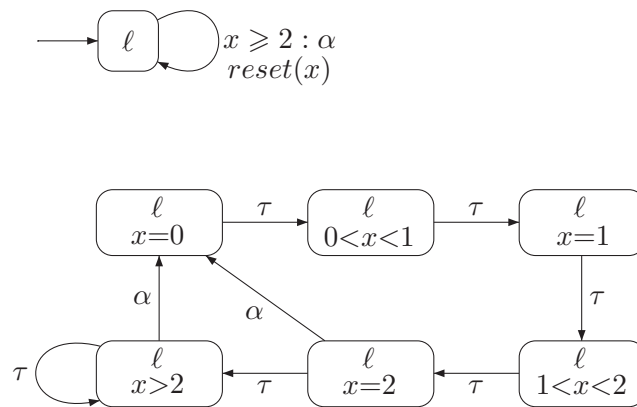 ℓ
x ⩾ 2 : α
reset(x)
ℓ
x=0
τ
ℓ
0<x<1
τ
ℓ
x=1
α
α
τ
τ
ℓ
x>2
τ
ℓ
x=2
τ
ℓ
1<x<2